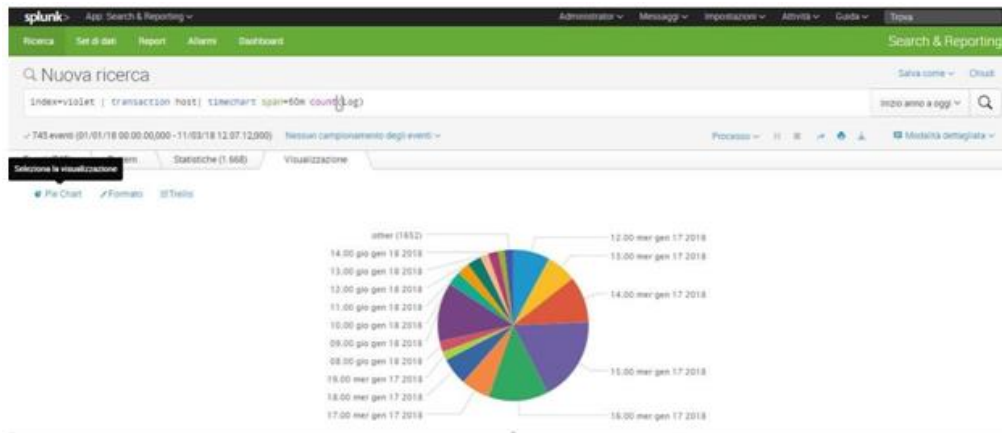 splunk> App: Search & Reporting
Administrator Messaggi Impostazioni Attività Guida Trova
Ricerca Set di dati Report Allarmi Dashboard Search & Reporting
Nuova ricerca Salva come Chiudi
index=violet | transaction host| timechart span=60m count(Log) Inizio anno a oggi
745 eventi (01/01/18 00.00.00,000 - 11/03/18 12.07.12,000) Nessun campionamento degli eventi Processo Modalità dettagliata
Statistiche (1.668) Visualizzazione
Seleziona la visualizzazione
Pie Chart Formato Trellis
other (1652)
14.00 gio gen 18 2018
13.00 gio gen 18 2018
12.00 gio gen 18 2018
11.00 gio gen 18 2018
10.00 gio gen 18 2018
09.00 gio gen 18 2018
08.00 gio gen 18 2018
19.00 mer gen 17 2018
18.00 mer gen 17 2018
17.00 mer gen 17 2018
12.00 mer gen 17 2018
13.00 mer gen 17 2018
14.00 mer gen 17 2018
15.00 mer gen 17 2018
16.00 mer gen 17 2018